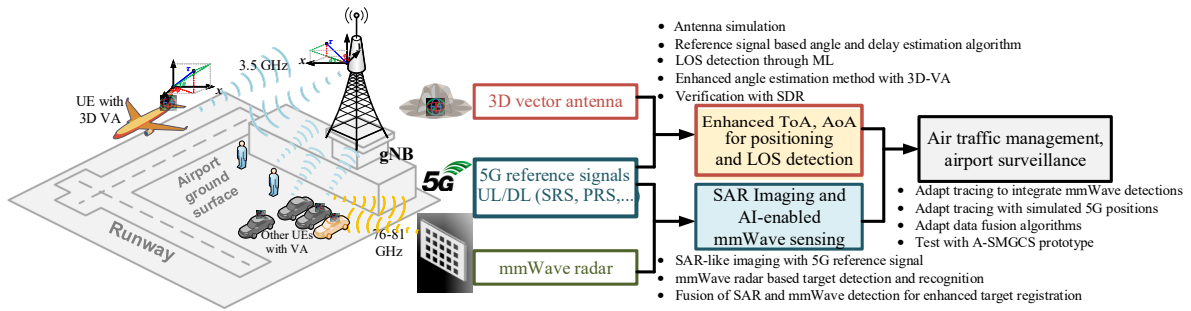 3.5 GHz
x
x
UE with
3D VA
gNB
Airport
ground
surface
Runway
Other UEs
with VA
76-81
GHz
5G
3D vector antenna
5G reference signals
UL/DL (SRS, PRS,...)
mmWave radar
• Antenna simulation
• Reference signal based angle and delay estimation algorithm
• LOS detection through ML
• Enhanced angle estimation method with 3D-VA
• Verification with SDR
Enhanced ToA, AoA
for positioning
and LOS detection
SAR Imaging and
AI-enabled
mmWave sensing
• SAR-like imaging with 5G reference signal
• mmWave radar based target detection and recognition
• Fusion of SAR and mmWave detection for enhanced target registration
Air traffic management,
airport surveillance
• Adapt tracing to integrate mmWave detections
• Adapt tracing with simulated 5G positions
• Adapt data fusion algorithms
• Test with A-SMGCS prototype